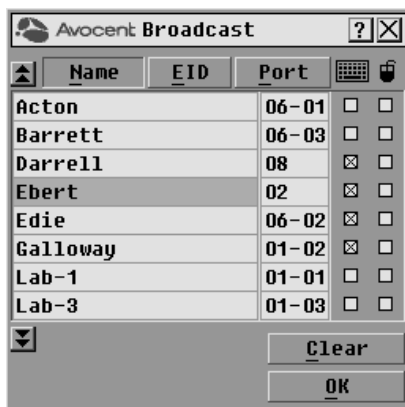 Avocent Broadcast ? X
Name EID Port
Acton 06-01
Barrett 06-03
Darrell 08
Ebert 02
Edie 06-02
Galloway 01-02
Lab-1 01-01
Lab-3 01-03
Clear
OK